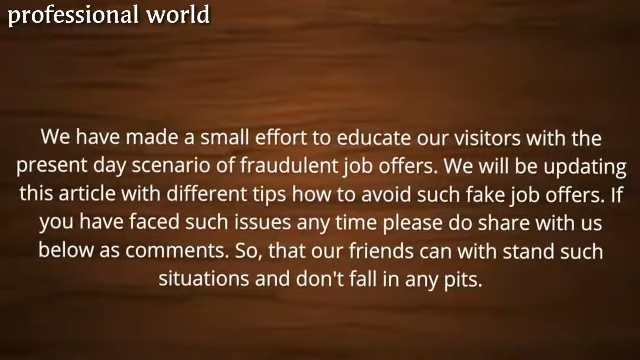 professional world
We have made a small effort to educate our visitors with the
present day scenario of fraudulent job offers. We will be updating
this article with different tips how to avoid such fake job offers. If
you have faced such issues any time please do share with us
below as comments. So, that our friends can with stand such
situations and don't fall in any pits.